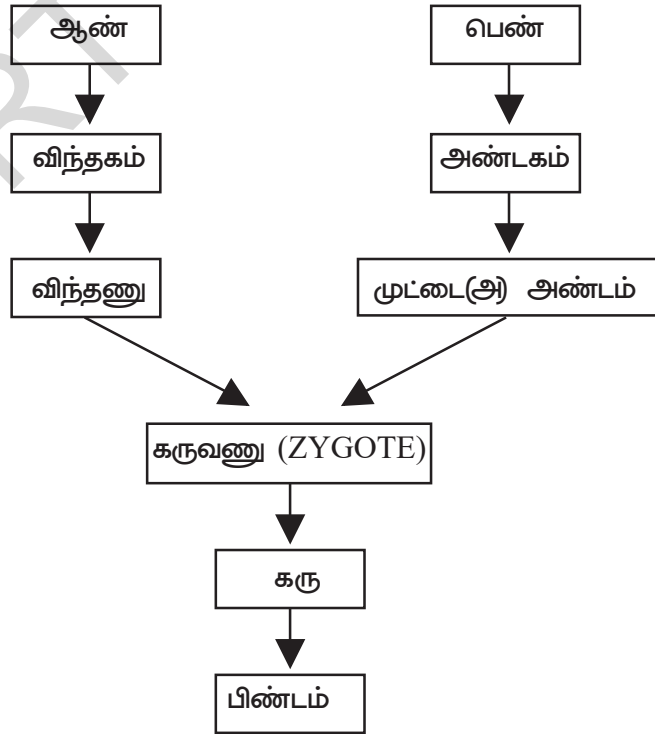 ஆண் பெண்
விந்தகம் அண்டகம்
விந்தணு முட்டை(அ) அண்டம்
கருவணு (ZYGOTE)
கரு
பிண்டம்